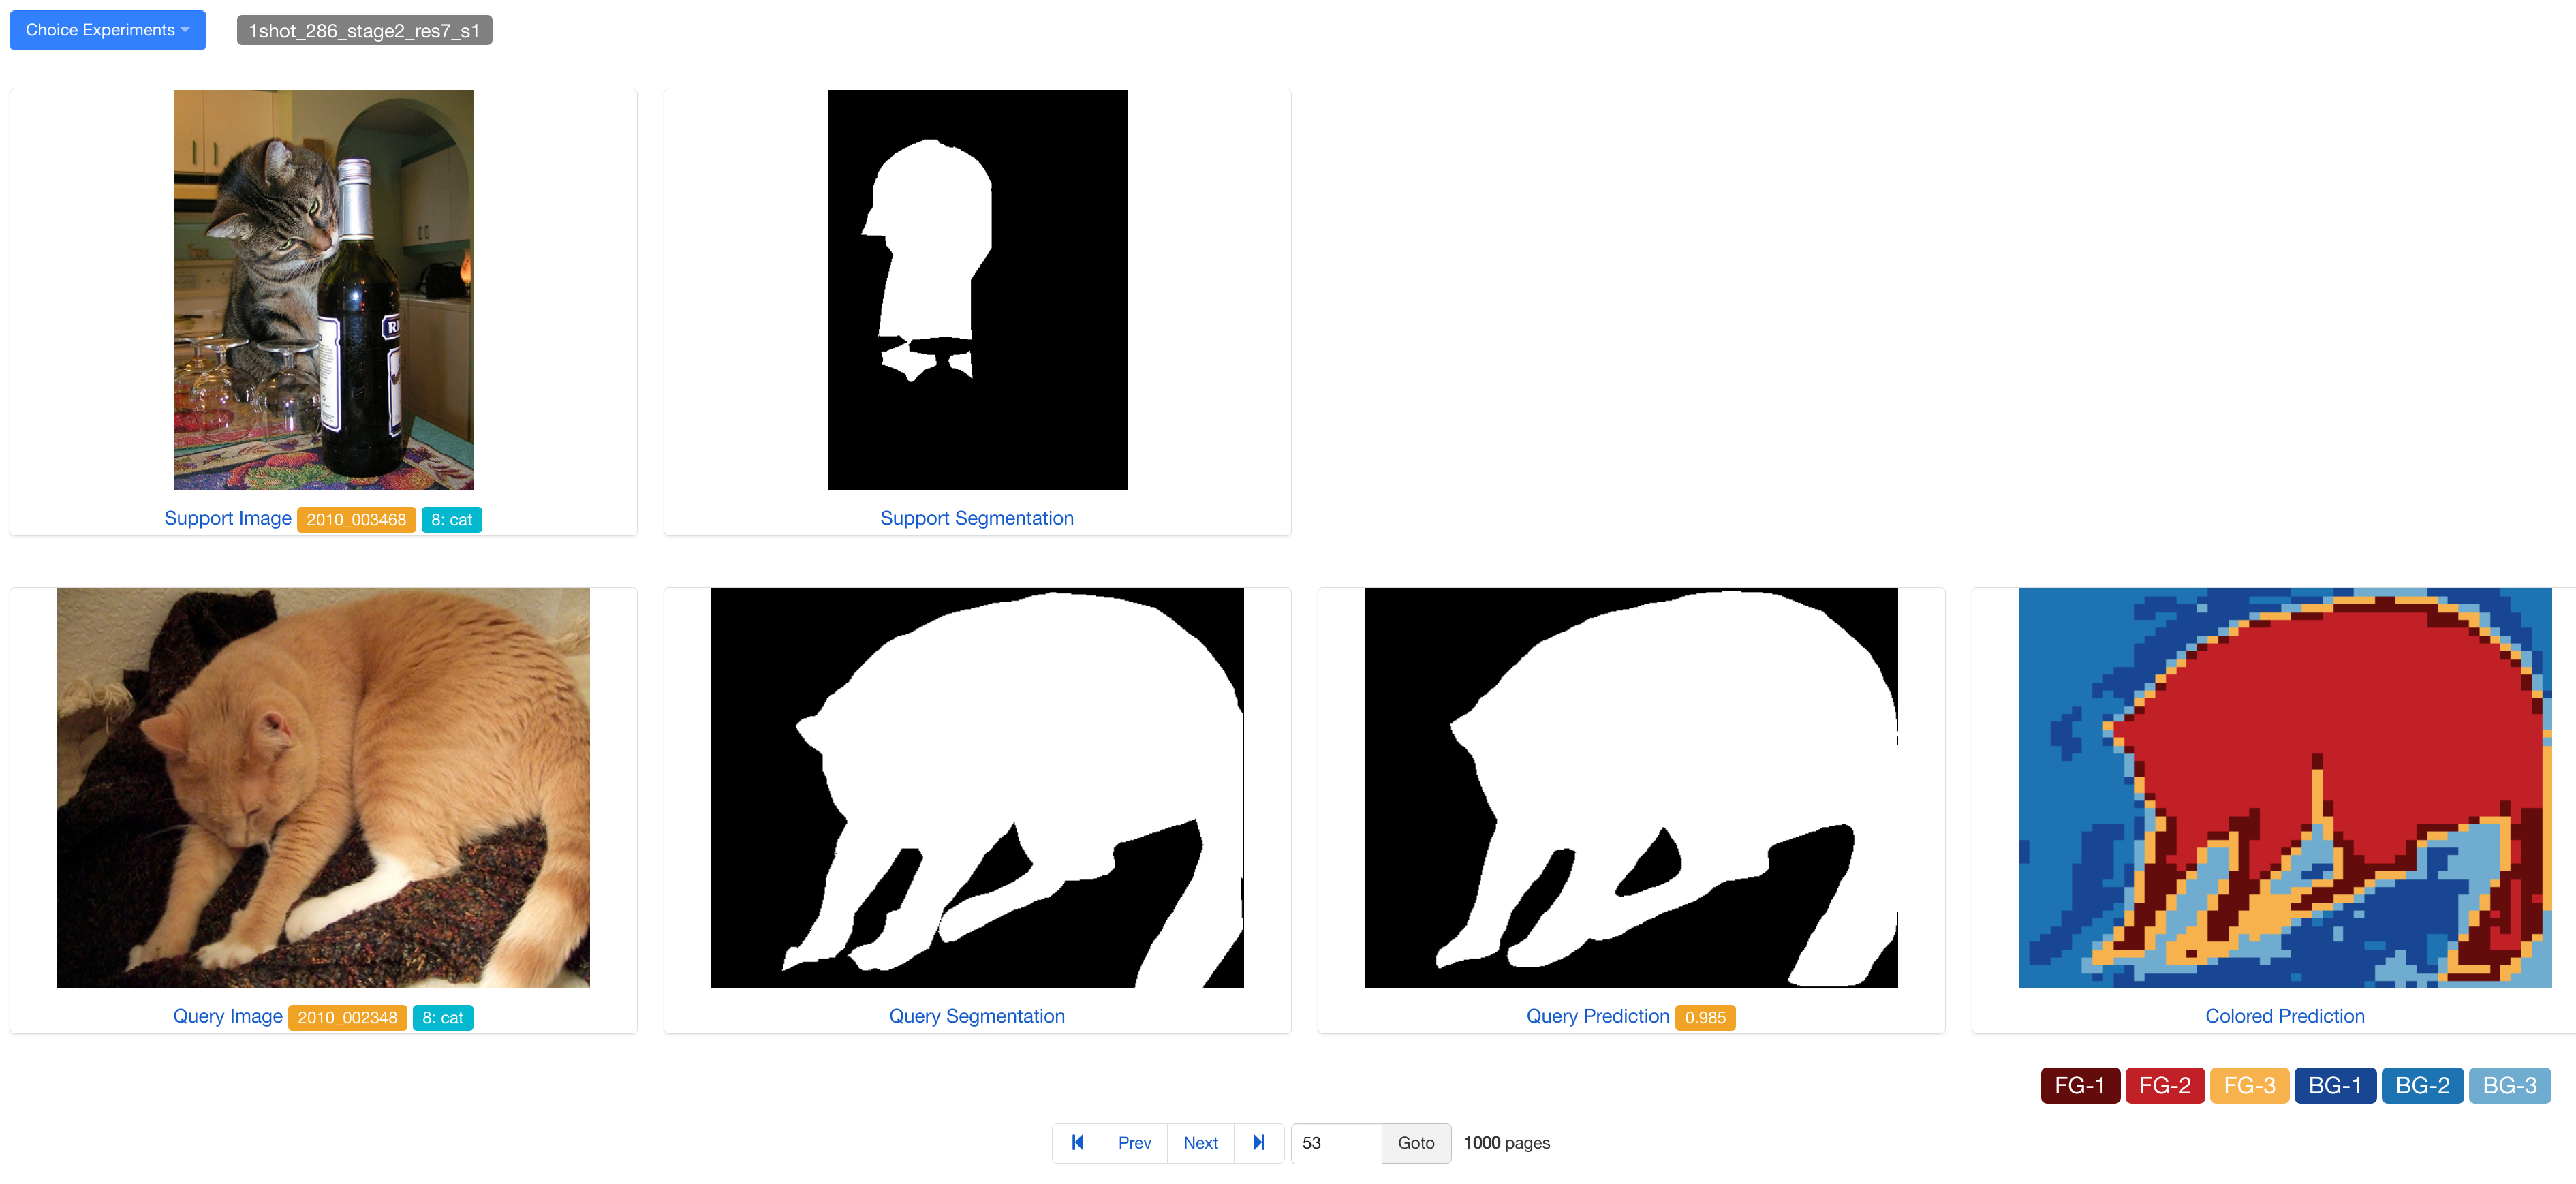 Choice Experiments 1shot_286_stage2_res7_s1
RI
Support Image 2010_003468 8: cat
Support Segmentation
Query Image 2010_002348 8: cat
Query Segmentation
Query Prediction 0.985
Colored Prediction
FG-1 FG-2 FG-3 BG-1 BG-2 BG-3
Prev Next 53 Goto 1000 pages